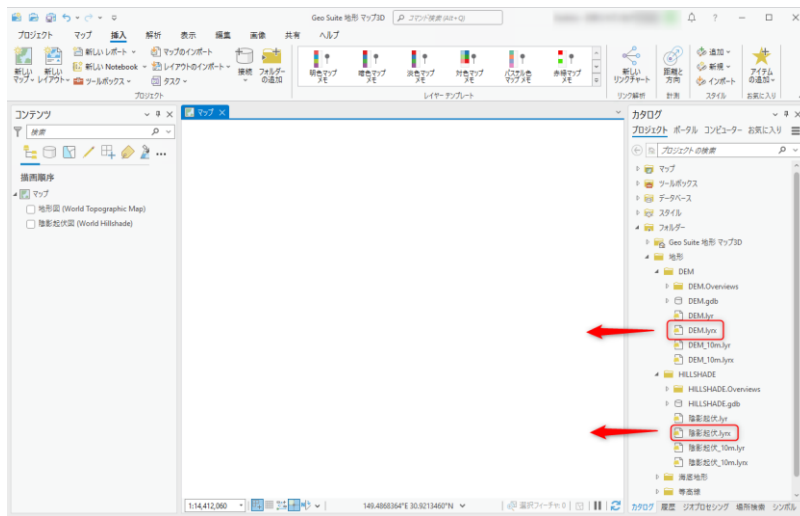 Geo Suite 地形 マップ3D
コマンド検索 (Alt+Q)
プロジェクト マップ 挿入 解析 表示 編集 画像 共有 ヘルプ
新しいマップ
新しいレイアウト
新しいレポート
新しい Notebook
ツールボックス
マップのインポート
レイアウトのインポート
タスク
接続
フォルダーの追加
プロジェクト
明色マップ メモ
暗色マップ メモ
淡色マップ メモ
対色マップ メモ
パステル色 マップ メモ
赤緑マップ メモ
レイヤー テンプレート
新しい リンクチャート
リンク解析
距離と方向
計測
追加
新規
インポート
スタイル
アイテムの追加
お気に入り
コンテンツ
検索
描画順序
マップ
地形図 (World Topographic Map)
陰影起伏図 (World Hillshade)
マップ
1:14,412,060
149.4868364°E 30.9213460°N
選択フィーチャ: 0
カタログ
プロジェクト ポータル コンピューター お気に入り
プロジェクトの検索
マップ
ツールボックス
データベース
スタイル
フォルダー
Geo Suite 地形 マップ3D
地形
DEM
DEM.Overviews
DEM.gdb
DEM.lyr
DEM.lyrx
DEM_10m.lyr
DEM_10m.lyrx
HILLSHADE
HILLSHADE.Overviews
HILLSHADE.gdb
陰影起伏.lyr
陰影起伏.lyrx
陰影起伏_10m.lyr
陰影起伏_10m.lyrx
海底地形
等高線
カタログ 履歴 ジオプロセシング 場所検索 シンボル